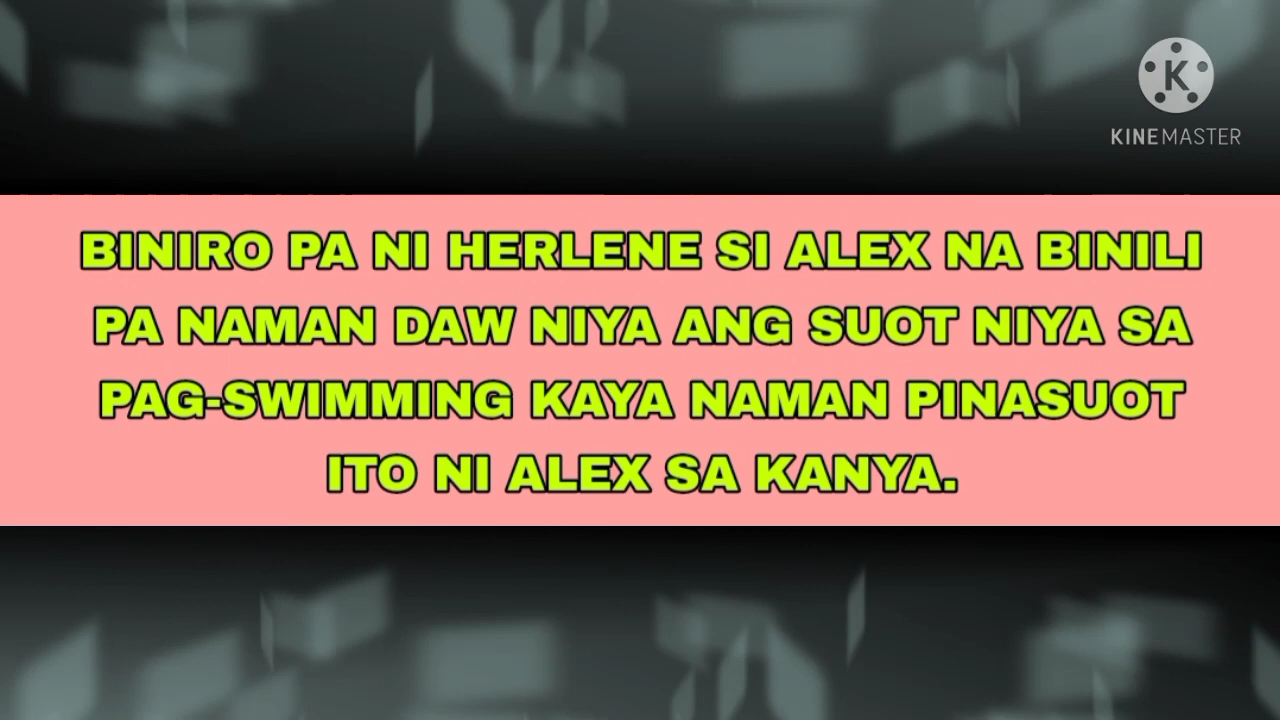 K
KINEMASTER
BINIRO PA NI HERLENE SI ALEX NA BINILI
PA NAMAN DAW NIYA ANG SUOT NIYA SA
PAG-SWIMMING KAYA NAMAN PINASUOT
ITO NI ALEX SA KANYA.